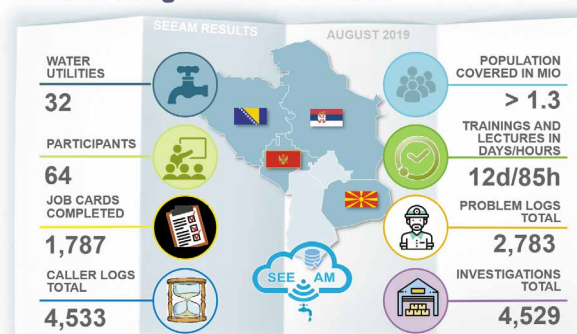 SEEAM RESULTS
AUGUST 2019
WATER
UTILITIES
32
PARTICIPANTS
64
JOB CARDS
COMPLETED
1,787
CALLER LOGS
TOTAL
4,533
SEE AM
POPULATION
COVERED IN MIO
> 1.3
TRAININGS AND
LECTURES IN
DAYS/HOURS
12d/85h
PROBLEM LOGS
TOTAL
2,783
INVESTIGATIONS
TOTAL
4,529